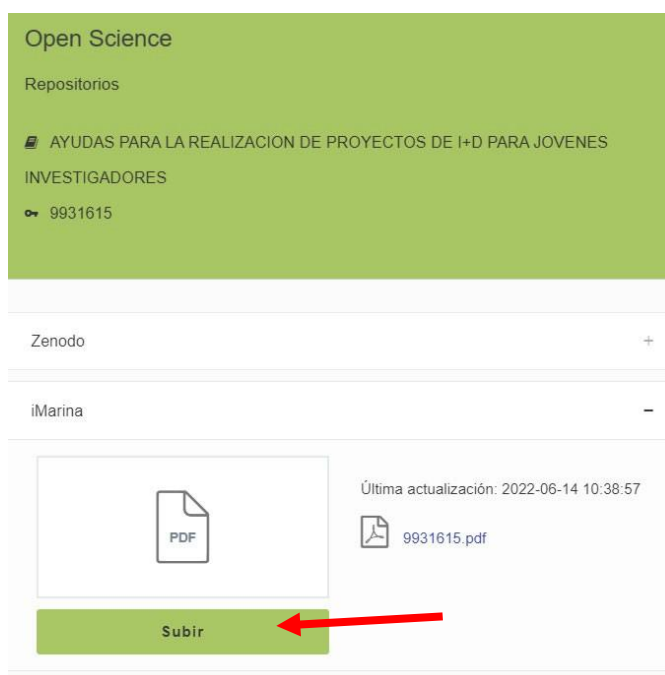 Open Science
Repositorios
AYUDAS PARA LA REALIZACION DE PROYECTOS DE I+D PARA JOVENES
INVESTIGADORES
9931615
Zenodo +
iMarina -
Última actualización: 2022-06-14 10:38:57
PDF
9931615.pdf
Subir